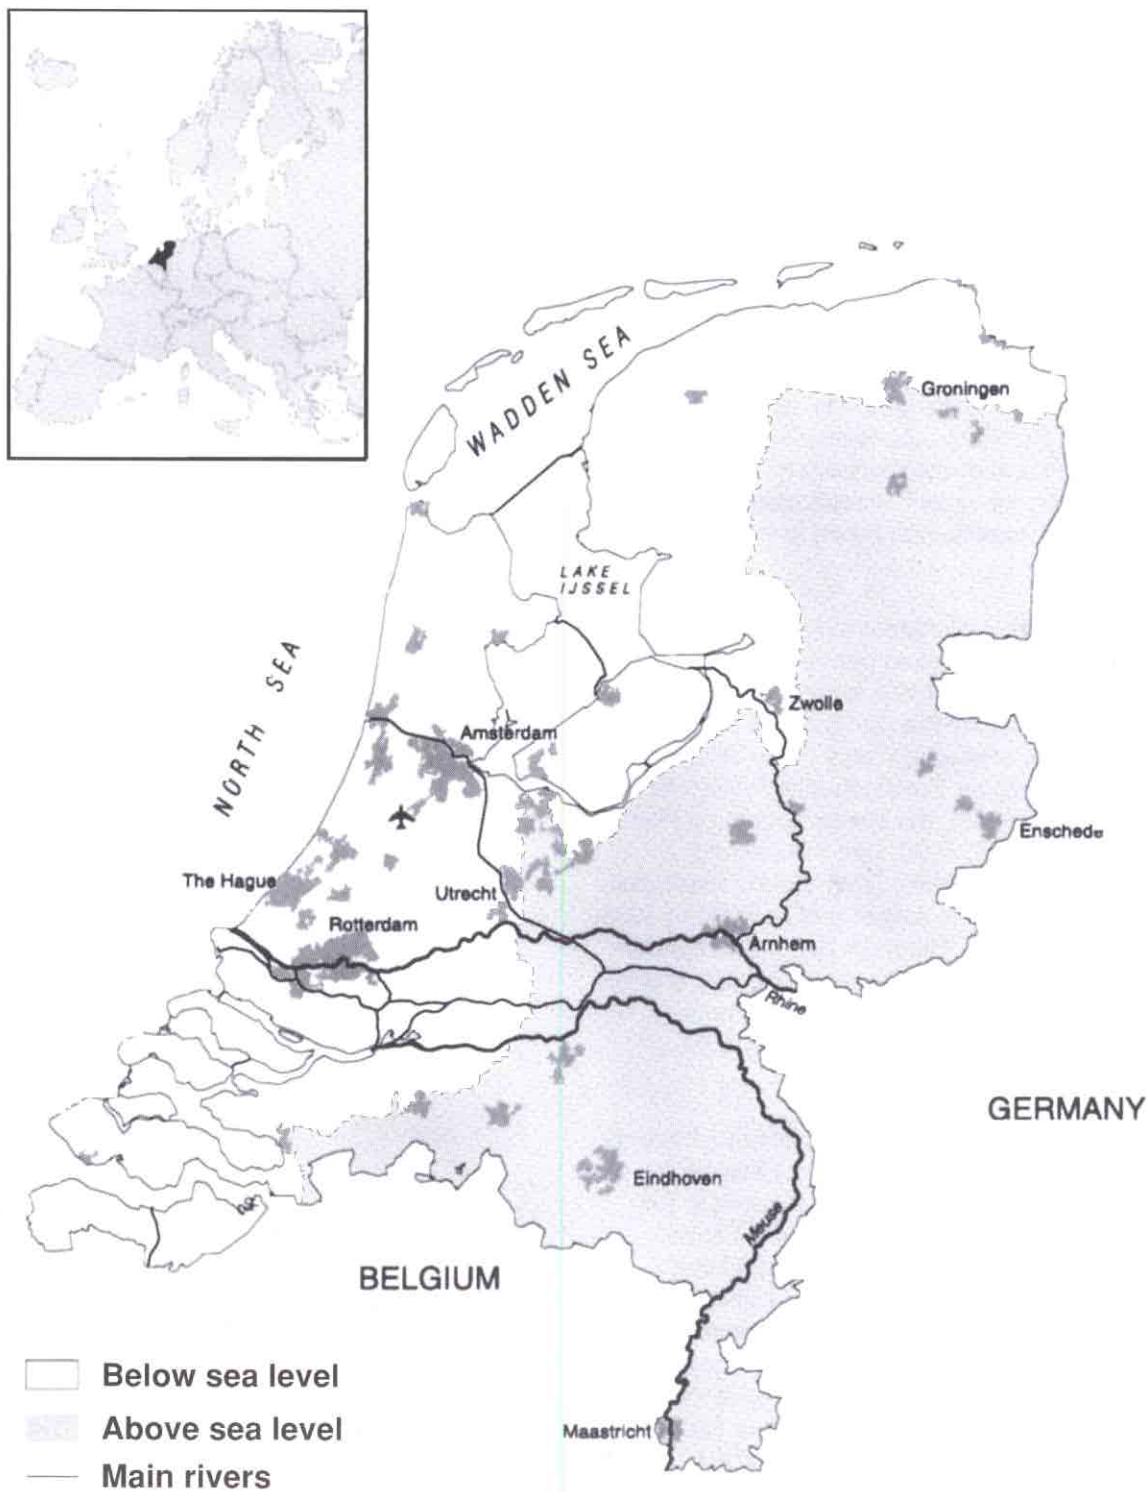 WADDEN SEA
Groningen
LAKE
IJSSEL
NORTH SEA
Zwolle
Amsterdam
Enschede
The Hague
Utrecht
Rotterdam
Arnhem
Rhine
GERMANY
Eindhoven
Meuse
BELGIUM
Below sea level
Above sea level
Maastricht
Main rivers